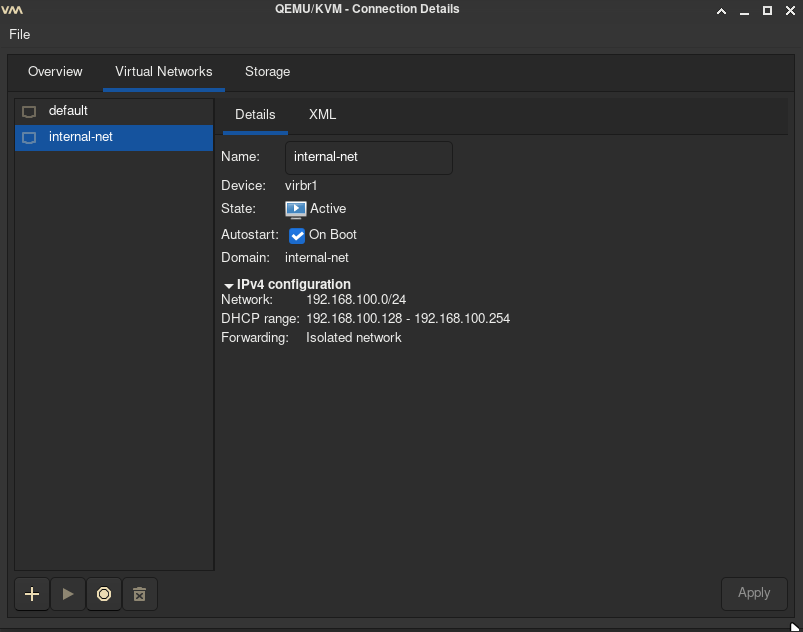 QEMU/KVM - Connection Details
File
Overview Virtual Networks Storage
default
internal-net
Details XML
Name: internal-net
Device: virbr1
State: Active
Autostart: On Boot
Domain: internal-net
IPv4 configuration
Network: 192.168.100.0/24
DHCP range: 192.168.100.128 - 192.168.100.254
Forwarding: Isolated network
Apply